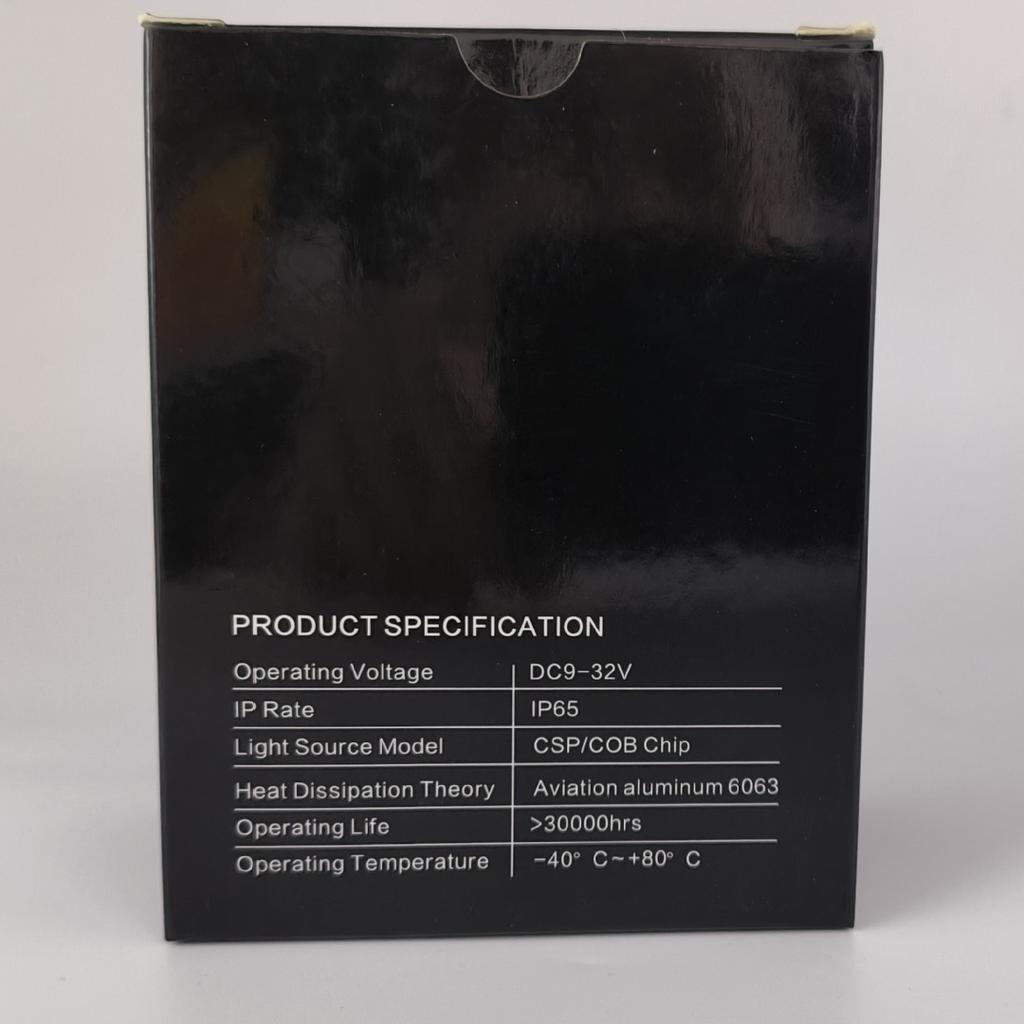 PRODUCT SPECIFICATION
Operating Voltage DC9-32V
IP Rate IP65
Light Source Model CSP/COB Chip
Heat Dissipation Theory Aviation aluminum 6063
Operating Life >30000hrs
Operating Temperature -40° C~+80° C